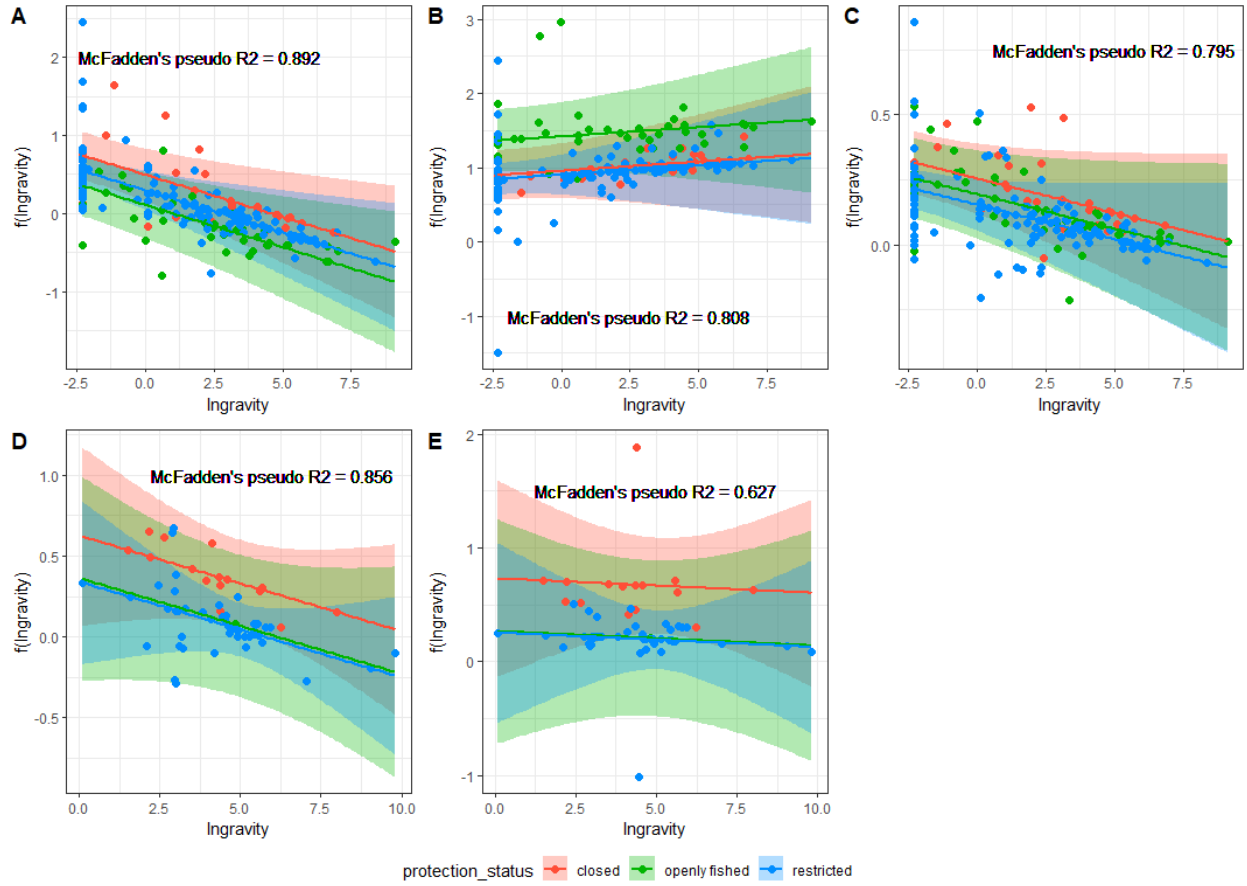 A
McFadden's pseudo R2 = 0.892
f(lngravity)
2
1
0
-1
-2.5 0.0 2.5 5.0 7.5
lngravity
B
McFadden's pseudo R2 = 0.808
f(lngravity)
3
2
1
0
-1
-2.5 0.0 2.5 5.0 7.5
lngravity
C
McFadden's pseudo R2 = 0.795
f(lngravity)
0.5
0.0
-2.5 0.0 2.5 5.0 7.5
lngravity
D
McFadden's pseudo R2 = 0.856
f(lngravity)
1.0
0.5
0.0
-0.5
0.0 2.5 5.0 7.5 10.0
lngravity
E
McFadden's pseudo R2 = 0.627
f(lngravity)
2
1
0
-1
0.0 2.5 5.0 7.5 10.0
lngravity
protection_status closed openly fished restricted